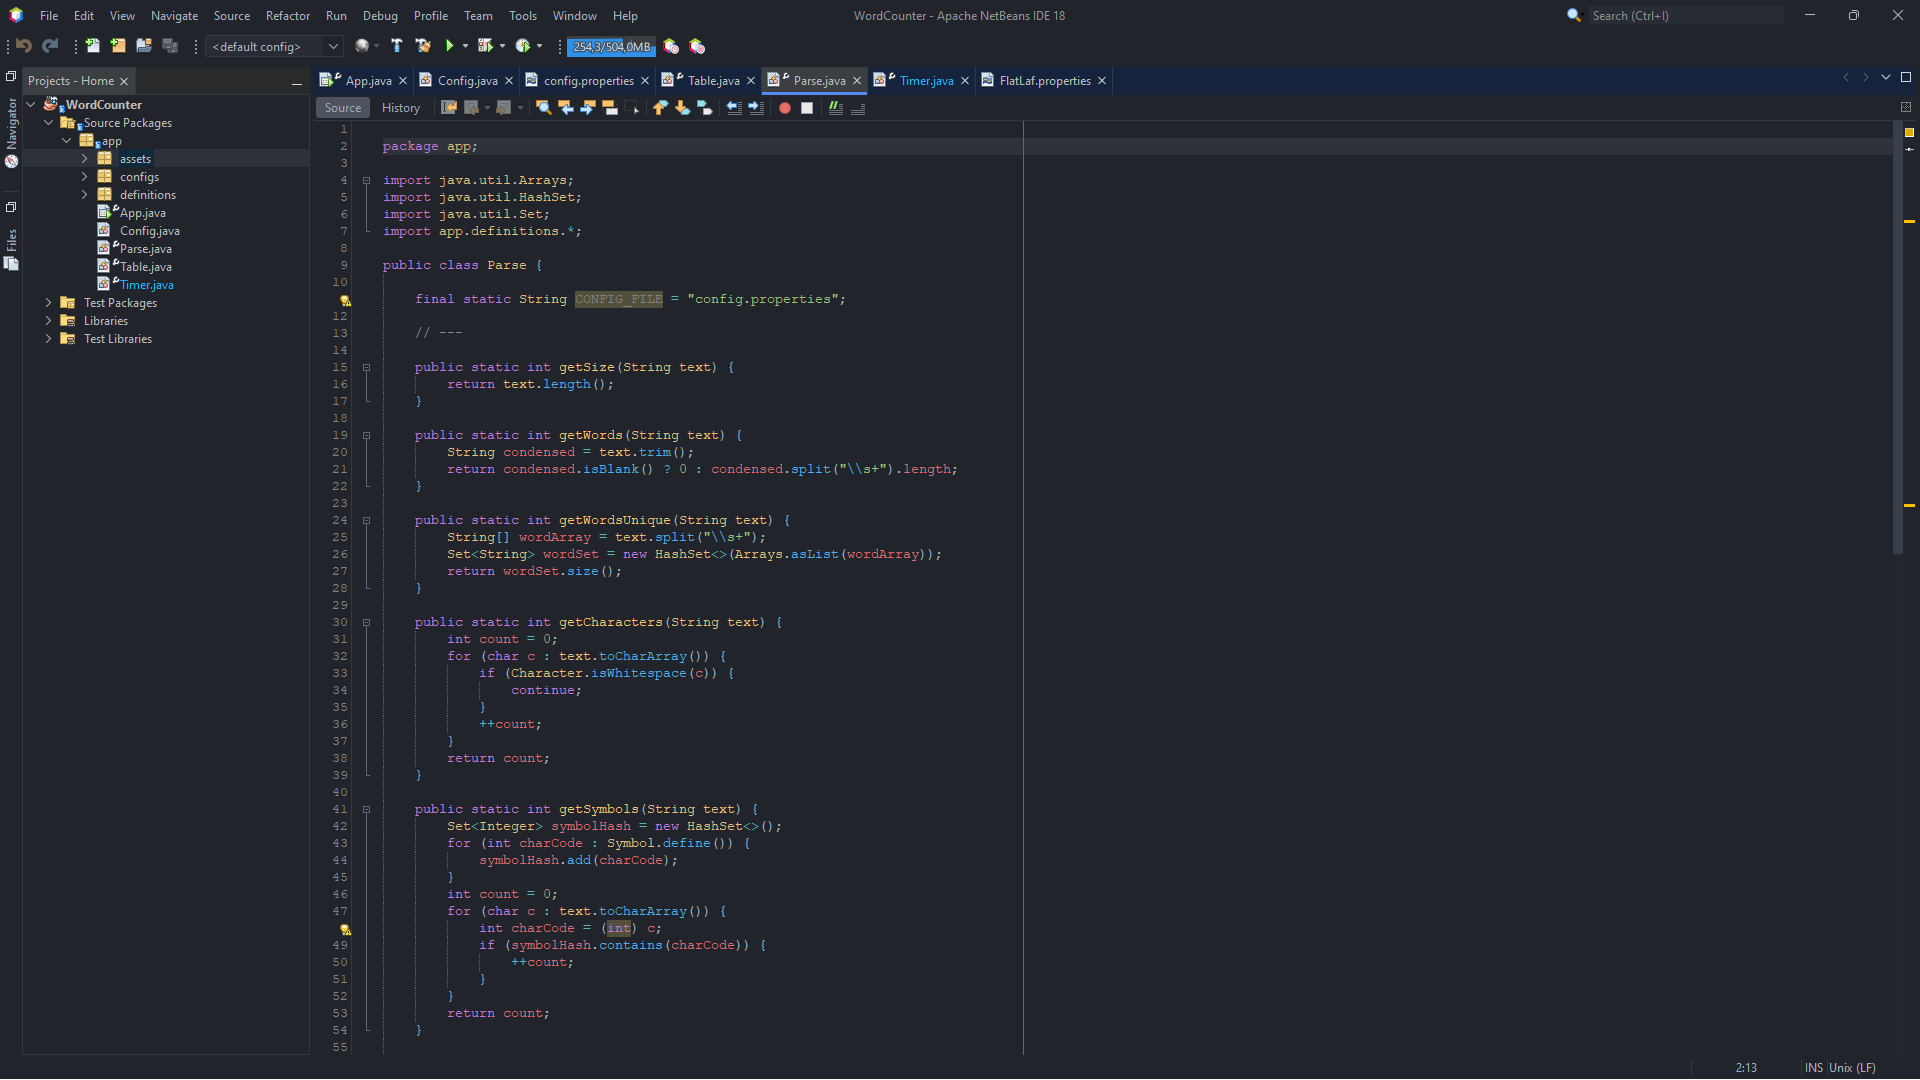 File Edit View Navigate Source Refactor Run Debug Profile Team Tools Window Help
WordCounter - Apache NetBeans IDE 18
Search (Ctrl+I)
<default config>
254,3/504,0MB
Projects - Home
App.java Config.java config.properties Table.java Parse.java Timer.java FlatLaf.properties
Source History
Navigator
Files
WordCounter
Source Packages
app
assets
configs
definitions
App.java
Config.java
Parse.java
Table.java
Timer.java
Test Packages
Libraries
Test Libraries
1
2 package app;
3
4 import java.util.Arrays;
5 import java.util.HashSet;
6 import java.util.Set;
7 import app.definitions.*;
8
9 public class Parse {
10
final static String CONFIG_FILE = "config.properties";
12
13 // ---
14
15 public static int getSize(String text) {
16 return text.length();
17 }
18
19 public static int getWords(String text) {
20 String condensed = text.trim();
21 return condensed.isBlank() ? 0 : condensed.split("\\s+").length;
22 }
23
24 public static int getWordsUnique(String text) {
25 String[] wordArray = text.split("\\s+");
26 Set<String> wordSet = new HashSet<>(Arrays.asList(wordArray));
27 return wordSet.size();
28 }
29
30 public static int getCharacters(String text) {
31 int count = 0;
32 for (char c : text.toCharArray()) {
33 if (Character.isWhitespace(c)) {
34 continue;
35 }
36 ++count;
37 }
38 return count;
39 }
40
41 public static int getSymbols(String text) {
42 Set<Integer> symbolHash = new HashSet<>();
43 for (int charCode : Symbol.define()) {
44 symbolHash.add(charCode);
45 }
46 int count = 0;
47 for (char c : text.toCharArray()) {
int charCode = (int) c;
49 if (symbolHash.contains(charCode)) {
50 ++count;
51 }
52 }
53 return count;
54 }
55
2:13 INS Unix (LF)